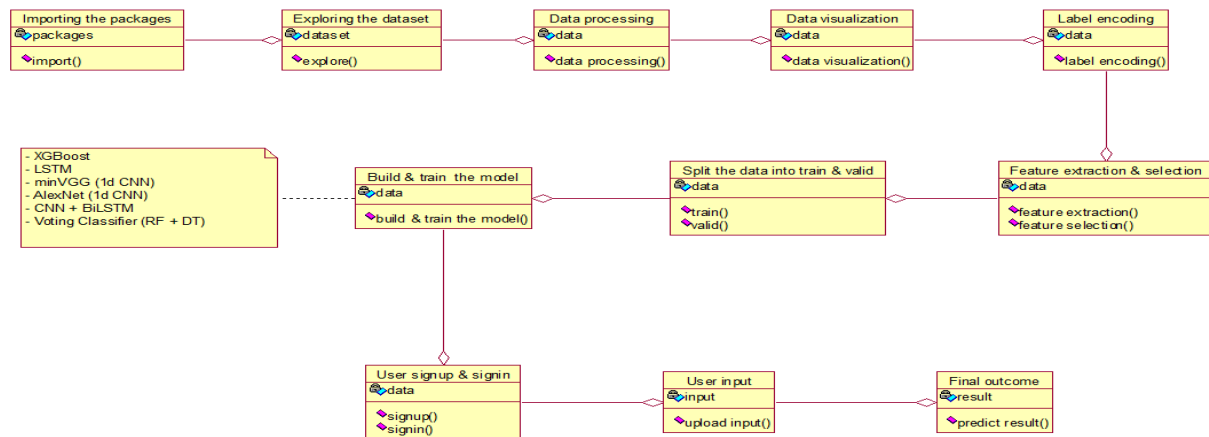 Importing the packages
packages
import()
Exploring the dataset
dataset
explore()
Data processing
data
data processing()
Data visualization
data
data visualization()
Label encoding
data
label encoding()
- XGBoost
- LSTM
- minVGG (1d CNN)
- AlexNet (1d CNN)
- CNN + BiLSTM
- Voting Classifier (RF + DT)
Build & train the model
data
build & train the model()
Split the data into train & valid
data
train()
valid()
Feature extraction & selection
data
feature extraction()
feature selection()
User signup & signin
data
signup()
signin()
User input
input
upload input()
Final outcome
result
predict result()